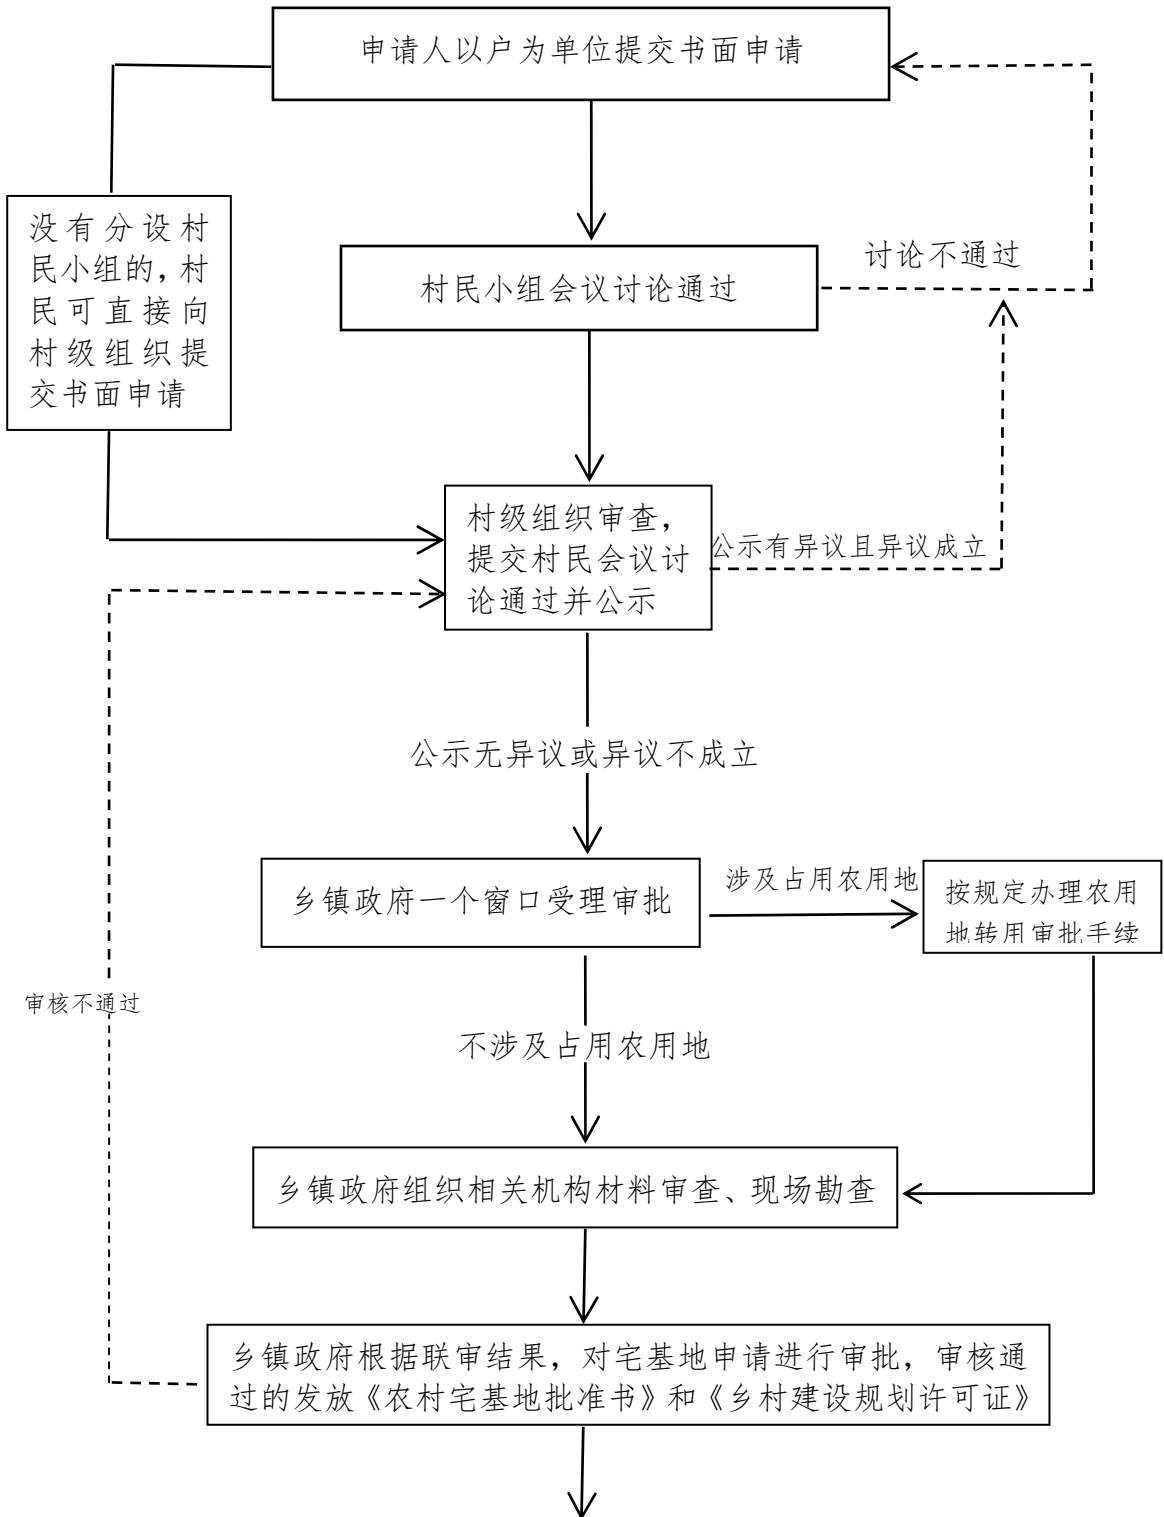 申请人以户为单位提交书面申请
没有分设村
民小组的，村
民可直接向
村级组织提
交书面申请
村民小组会议讨论通过
讨论不通过
村级组织审查，
提交村民会议讨
论通过并公示
公示有异议且异议成立
公示无异议或异议不成立
乡镇政府一个窗口受理审批
涉及占用农用地
按规定办理农用
地转用审批手续
审核不通过
不涉及占用农用地
乡镇政府组织相关机构材料审查、现场勘查
乡镇政府根据联审结果，对宅基地申请进行审批，审核通
过的发放《农村宅基地批准书》和《乡村建设规划许可证》